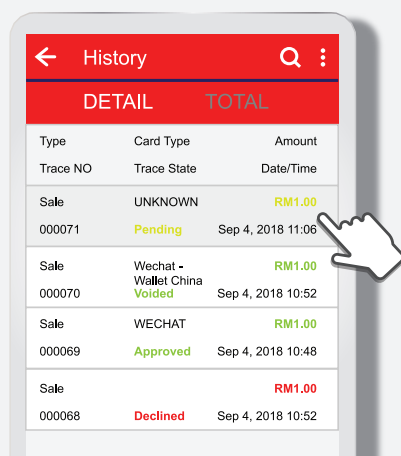 History
DETAIL TOTAL
Type Card Type Amount
Trace NO Trace State Date/Time
Sale UNKNOWN RM1.00
000071 Pending Sep 4, 2018 11:06
Sale Wechat - RM1.00
Wallet China
000070 Voided Sep 4, 2018 10:52
Sale WECHAT RM1.00
000069 Approved Sep 4, 2018 10:48
Sale RM1.00
000068 Declined Sep 4, 2018 10:52